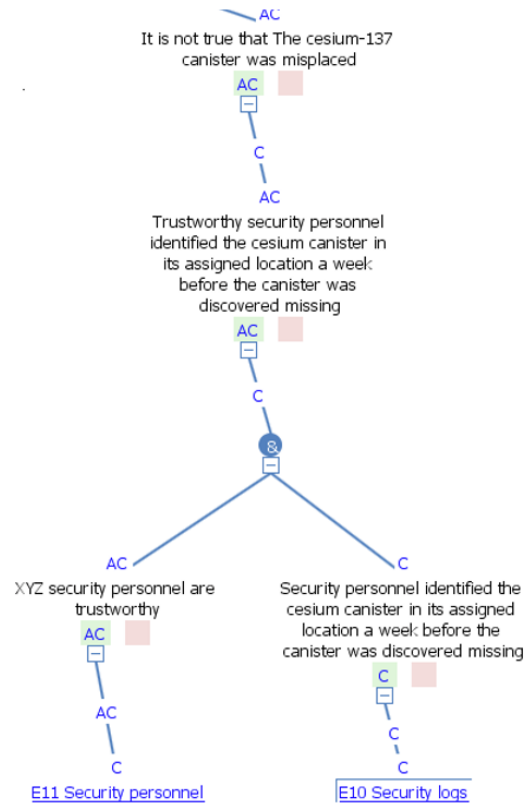 AC
It is not true that The cesium-137
canister was misplaced
AC
C
AC
Trustworthy security personnel
identified the cesium canister in
its assigned location a week
before the canister was
discovered missing
AC
C
&
AC
XYZ security personnel are
trustworthy
AC
AC
C
E11 Security personnel
C
Security personnel identified the
cesium canister in its assigned
location a week before the
canister was discovered missing
C
C
C
E10 Security logs